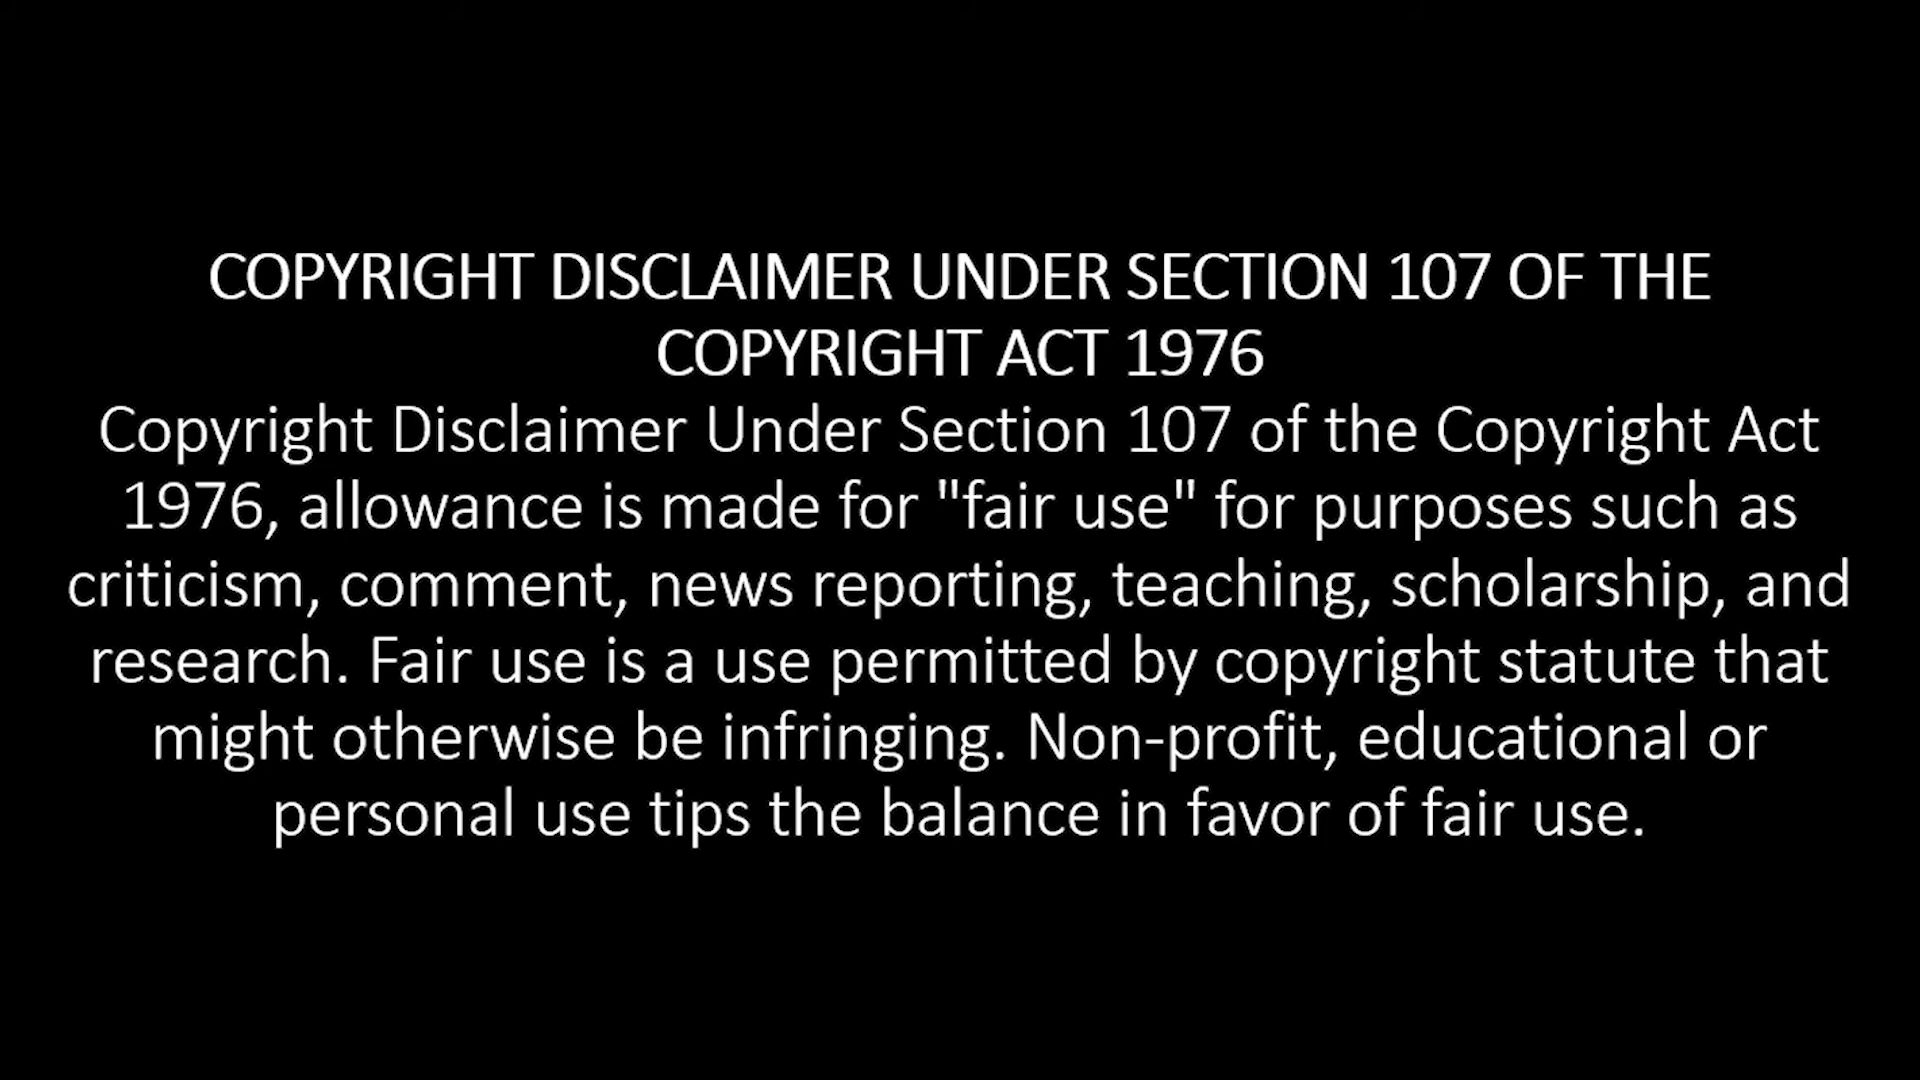 COPYRIGHT DISCLAIMER UNDER SECTION 107 OF THE
COPYRIGHT ACT 1976
Copyright Disclaimer Under Section 107 of the Copyright Act
1976, allowance is made for "fair use" for purposes such as
criticism, comment, news reporting, teaching, scholarship, and
research. Fair use is a use permitted by copyright statute that
might otherwise be infringing. Non-profit, educational or
personal use tips the balance in favor of fair use.